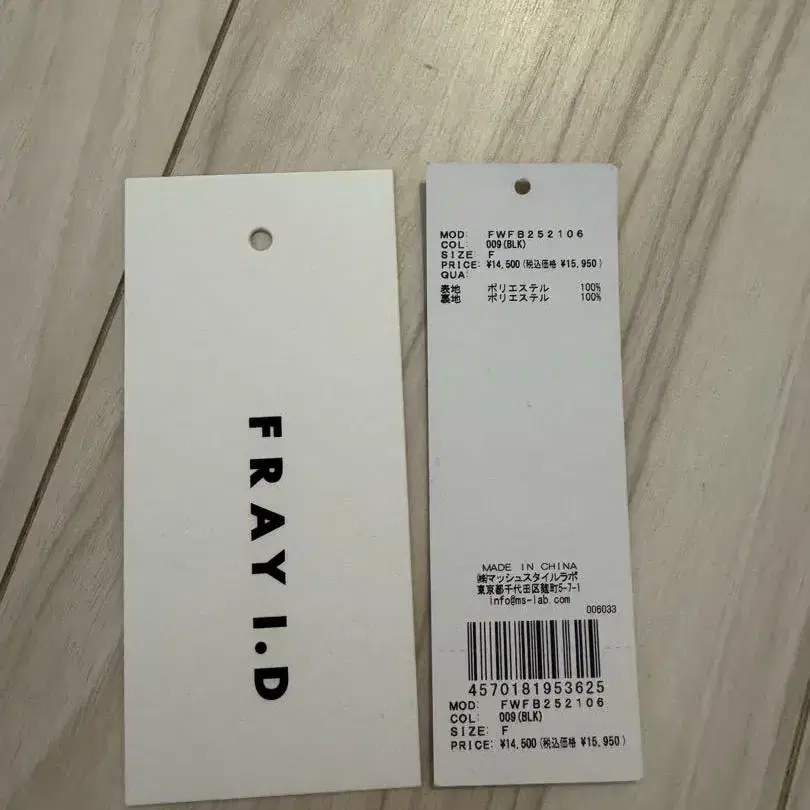 FRAY I.D
MOD: FWFB252106
COL: 009(BLK)
SIZE: F
PRICE: ¥14,500(税込価格 ¥15,950)
QUA:
表地 ポリエステル 100%
裏地 ポリエステル 100%
MADE IN CHINA
㈱マッシュスタイルラボ
東京都千代田区麹町5-7-1
info@ms-lab.com
006033
4570181953625
MOD: FWFB252106
COL: 009(BLK)
SIZE: F
PRICE: ¥14,500(税込価格 ¥15,950)